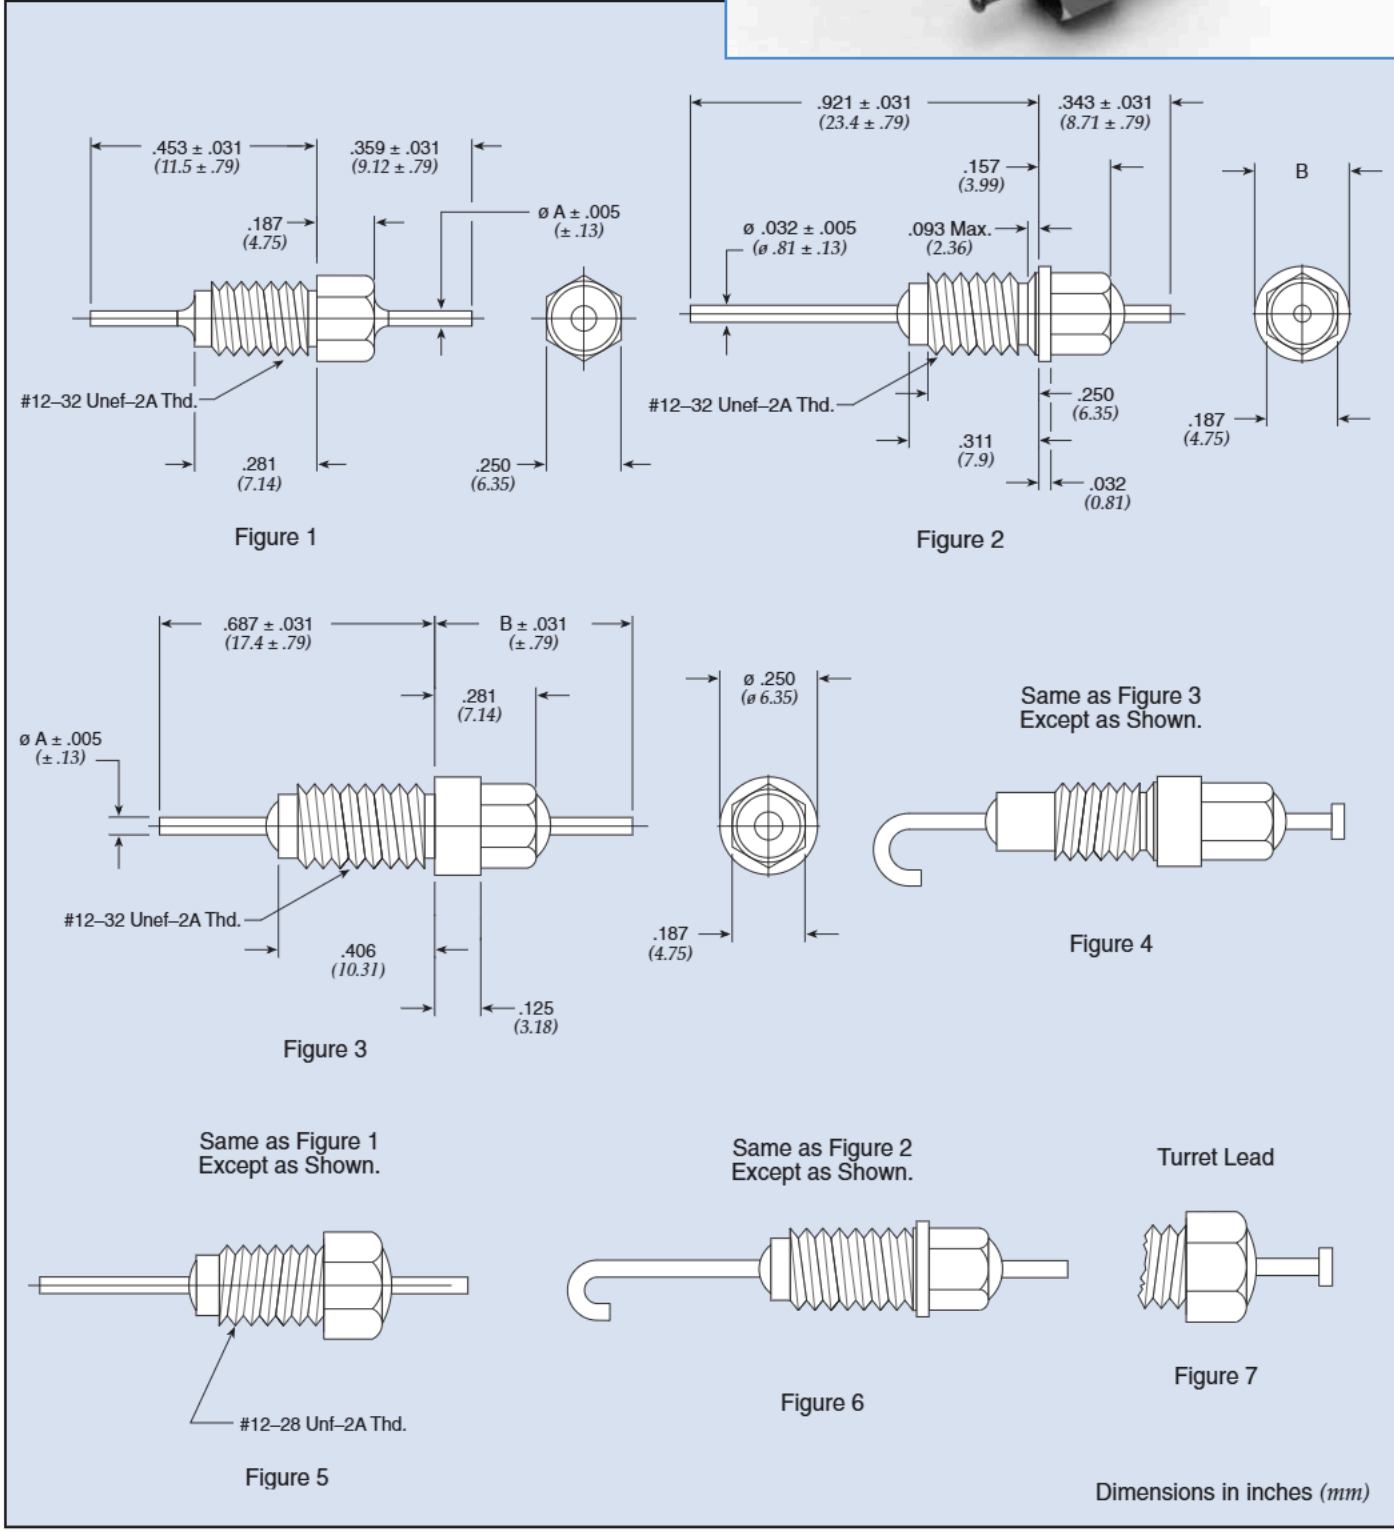 .453 ± .031
(11.5 ± .79)
.359 ± .031
(9.12 ± .79)
.187
(4.75)
ø A ± .005
(± .13)
#12–32 Unef–2A Thd.
.281
(7.14)
.250
(6.35)
Figure 1
.921 ± .031
(23.4 ± .79)
.343 ± .031
(8.71 ± .79)
.157
(3.99)
B
ø .032 ± .005
(ø .81 ± .13)
.093 Max.
(2.36)
#12–32 Unef–2A Thd.
.250
(6.35)
.311
(7.9)
.032
(0.81)
.187
(4.75)
Figure 2
.687 ± .031
(17.4 ± .79)
B ± .031
(± .79)
.281
(7.14)
ø A ± .005
(± .13)
ø .250
(ø 6.35)
#12–32 Unef–2A Thd.
.406
(10.31)
.125
(3.18)
.187
(4.75)
Figure 3
Same as Figure 3
Except as Shown.
Figure 4
Same as Figure 1
Except as Shown.
#12–28 Unf–2A Thd.
Figure 5
Same as Figure 2
Except as Shown.
Figure 6
Turret Lead
Figure 7
Dimensions in inches (mm)